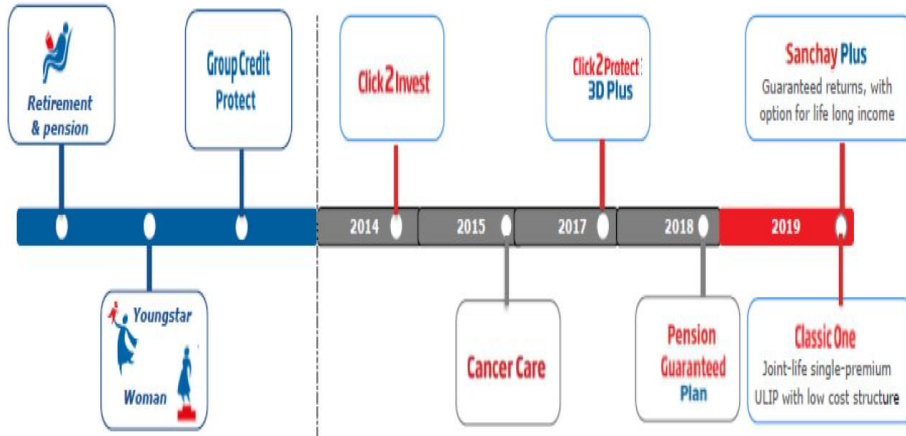 Retirement
& pension
Group Credit
Protect
Click2Invest
Click2Protect
3D Plus
Sanchay Plus
Guaranteed returns, with
option for life long income
2014
2015
2017
2018
2019
Youngstar
Woman
Cancer Care
Pension
Guaranteed
Plan
Classic One
Joint-life single-premium
ULIP with low cost structure